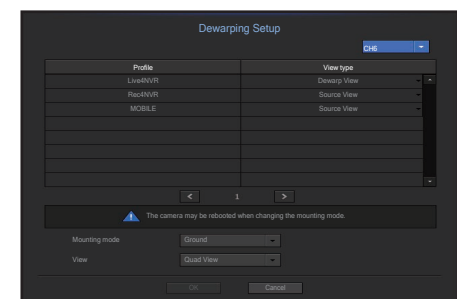 Dewarping Setup
CH6
Profile View type
Live4NVR Dewarp View
Rec4NVR Source View
MOBILE Source View
< 1 >
The camera may be rebooted when changing the mounting mode.
Mounting mode Ground
View Quad View
OK Cancel